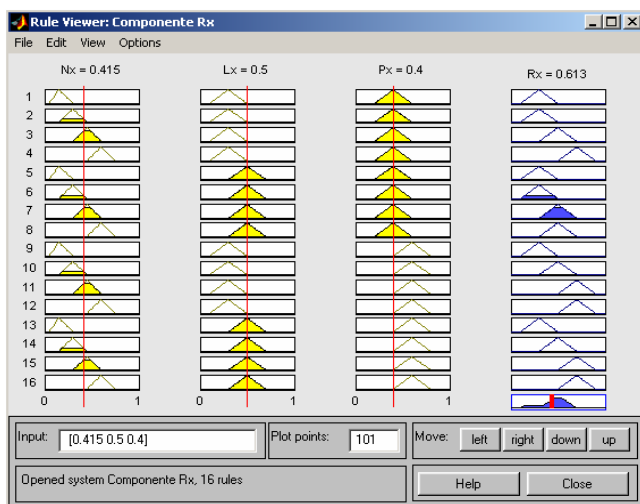 Rule Viewer: Componente Rx
File Edit View Options
Nx = 0.415 Lx = 0.5 Px = 0.4 Rx = 0.613
1
2
3
4
5
6
7
8
9
10
11
12
13
14
15
16
0 1 0 1 0 1
Input: [0.415 0.5 0.4] Plot points: 101 Move: left right down up
Opened system Componente Rx, 16 rules Help Close